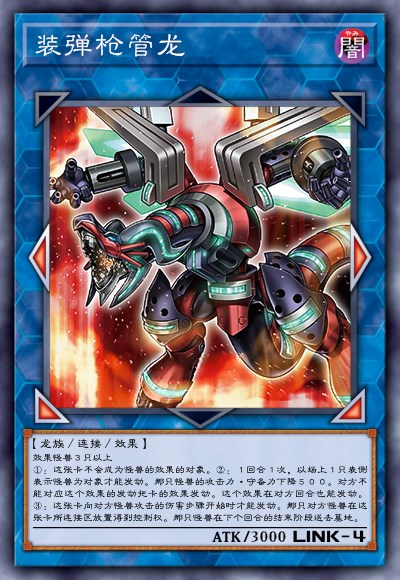 装弹枪管龙
やみ
闇
【龙族／连接／效果】
效果怪兽３只以上
①：这张卡不会成为怪兽的效果的对象。②：１回合１次，以场上１只表侧
表示怪兽为对象才能发动。那只怪兽的攻击力・守备力下降５００。对方不
能对应这个效果的发动把卡的效果发动。这个效果在对方回合也能发动。
③：这张卡向对方怪兽攻击的伤害步骤开始时才能发动。那只对方怪兽在这
张卡所连接区放置得到控制权。那只怪兽在下个回合的结束阶段送去墓地。
ATK/3000 LINK-4